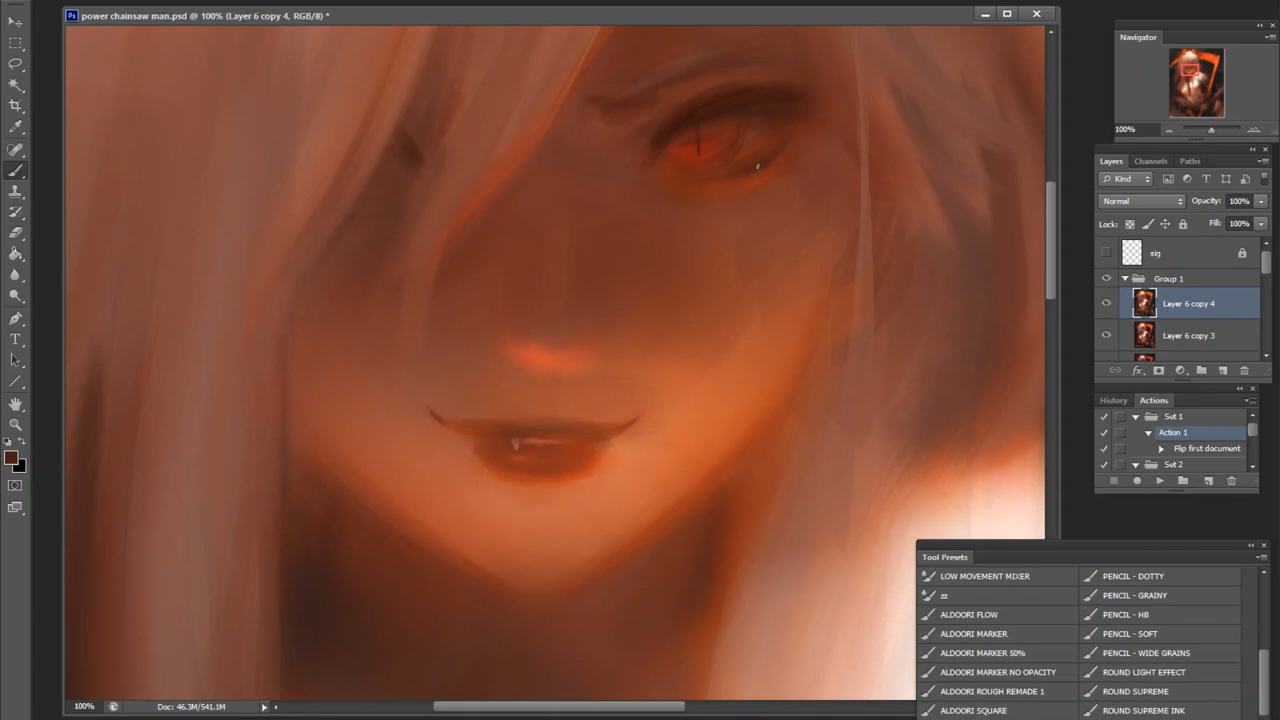 power chainsaw man.psd @ 100% (Layer 6 copy 4, RGB/8) *
Navigator
100%
Layers Channels Paths
Kind
Normal Opacity: 100%
Lock: Fill: 100%
sig
Group 1
Layer 6 copy 4
Layer 6 copy 3
History Actions
Set 1
Action 1
Flip first document
Set 2
Tool Presets
LOW MOVEMENT MIXER PENCIL - DOTTY
zz PENCIL - GRAINY
ALDOORI FLOW PENCIL - HB
ALDOORI MARKER PENCIL - SOFT
ALDOORI MARKER 50% PENCIL - WIDE GRAINS
ALDOORI MARKER NO OPACITY ROUND LIGHT EFFECT
ALDOORI ROUGH REMADE 1 ROUND SUPREME
ALDOORI SQUARE ROUND SUPREME INK
100% Doc: 46.3M/541.1M